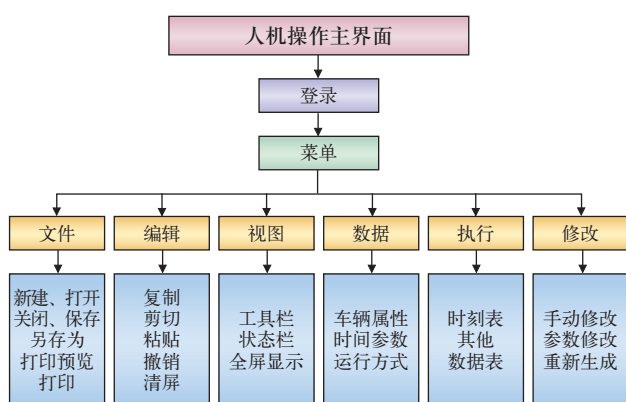 人机操作主界面
登录
菜单
文件
编辑
视图
数据
执行
修改
新建、打开
关闭、保存
另存为
打印预览
打印
复制
剪切
粘贴
撤销
清屏
工具栏
状态栏
全屏显示
车辆属性
时间参数
运行方式
时刻表
其他
数据表
手动修改
参数修改
重新生成